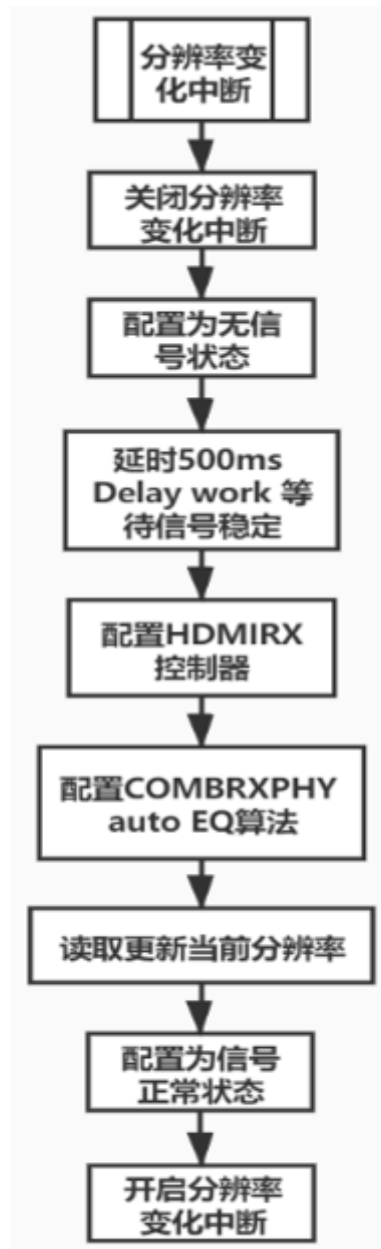 分辨率变
化中断
关闭分辨率
变化中断
配置为无信
号状态
延时500ms
Delay work 等
待信号稳定
配置HDMIRX
控制器
配置COMBRXPHY
auto EQ算法
读取更新当前分辨率
配置为信号
正常状态
开启分辨率
变化中断